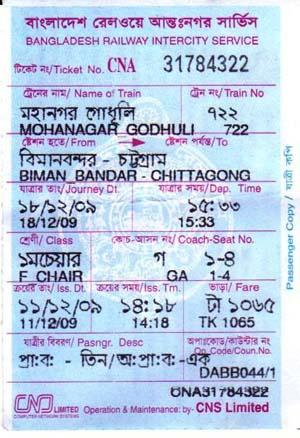 বাংলাদেশ রেলওয়ে আন্তঃনগর সার্ভিস
BANGLADESH RAILWAY INTERCITY SERVICE
টিকেট নং/Ticket No. CNA 31784322
ট্রেনের নাম/ Name of Train ট্রেন নং/ Train No
মহানগর গোধুলি ৭২২
MOHANAGAR GODHULI 722
ষ্টেশন হতে/ From ষ্টেশন পর্যন্ত/ To
বিমানবন্দর - চট্টগ্রাম
BIMAN_BANDAR - CHITTAGONG
যাত্রার তাং/Journey Dt. যাত্রার সময়/Dep. Time
১৮/১২/০৯ ১৫:৩৩
18/12/09 15:33
শ্রেণী/ Class কোচ-আসন নং/ Coach-Seat No.
১মচেয়ার গ ১-৪
F_CHAIR GA 1-4
ক্রয়ের তাং/ Iss. Dt. ক্রয়ের সময়/ Iss. Tm. ভাড়া/ Fare
১১/১২/০৯ ১৪:১৮ টা ১০৬৫
11/12/09 14:18 TK 1065
যাত্রীর বিবরণ/ Pasngr. Desc অপাঃকোড/কাউন্টার নং
Op. Code/Coun.No.
প্রা:ব: - তিন/অ:প্রা:ব:-এক DABB044/1
CNA31784322
CNS LIMITED Operation & Maintenance: by- CNS Limited
COMPUTER NETWORK SYSTEMS
Passenger Copy / যাত্রী কপি